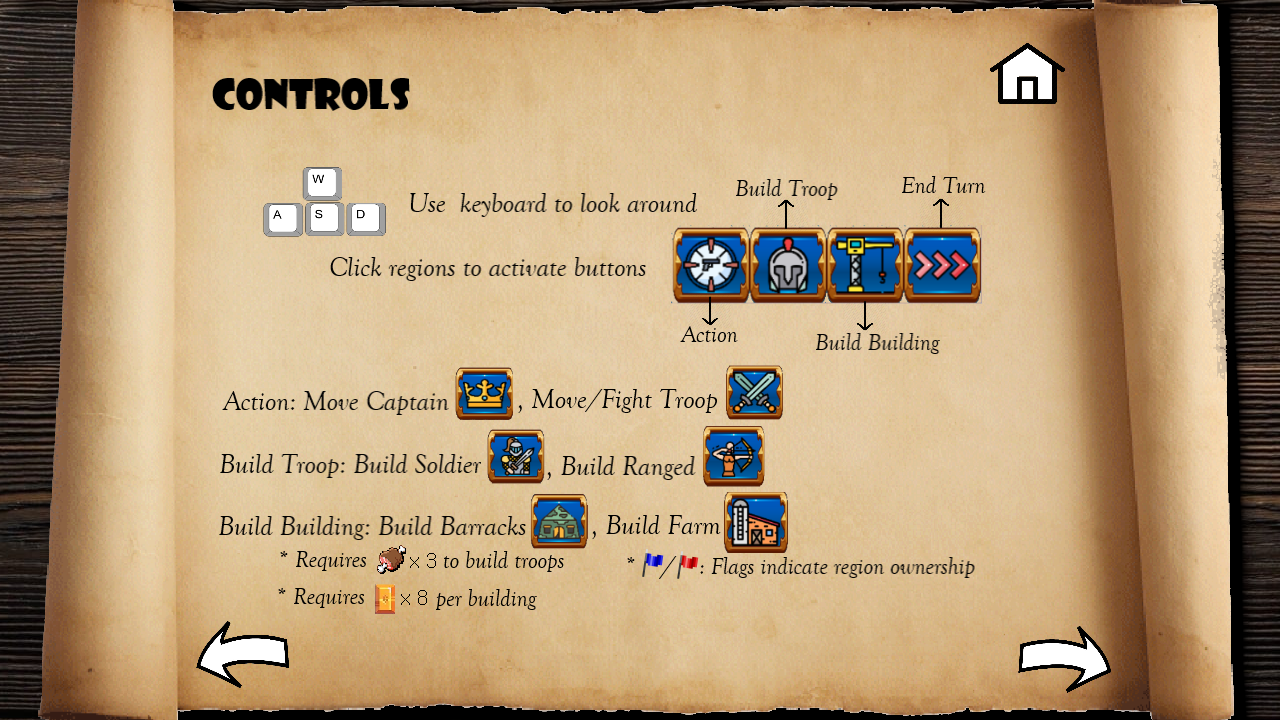 CONTROLS
W
A S D
Use keyboard to look around
Build Troop
End Turn
Click regions to activate buttons
Action
Build Building
Action: Move Captain , Move/Fight Troop
Build Troop: Build Soldier , Build Ranged
Build Building: Build Barracks , Build Farm
* Requires x 3 to build troops
* / : Flags indicate region ownership
* Requires x 8 per building